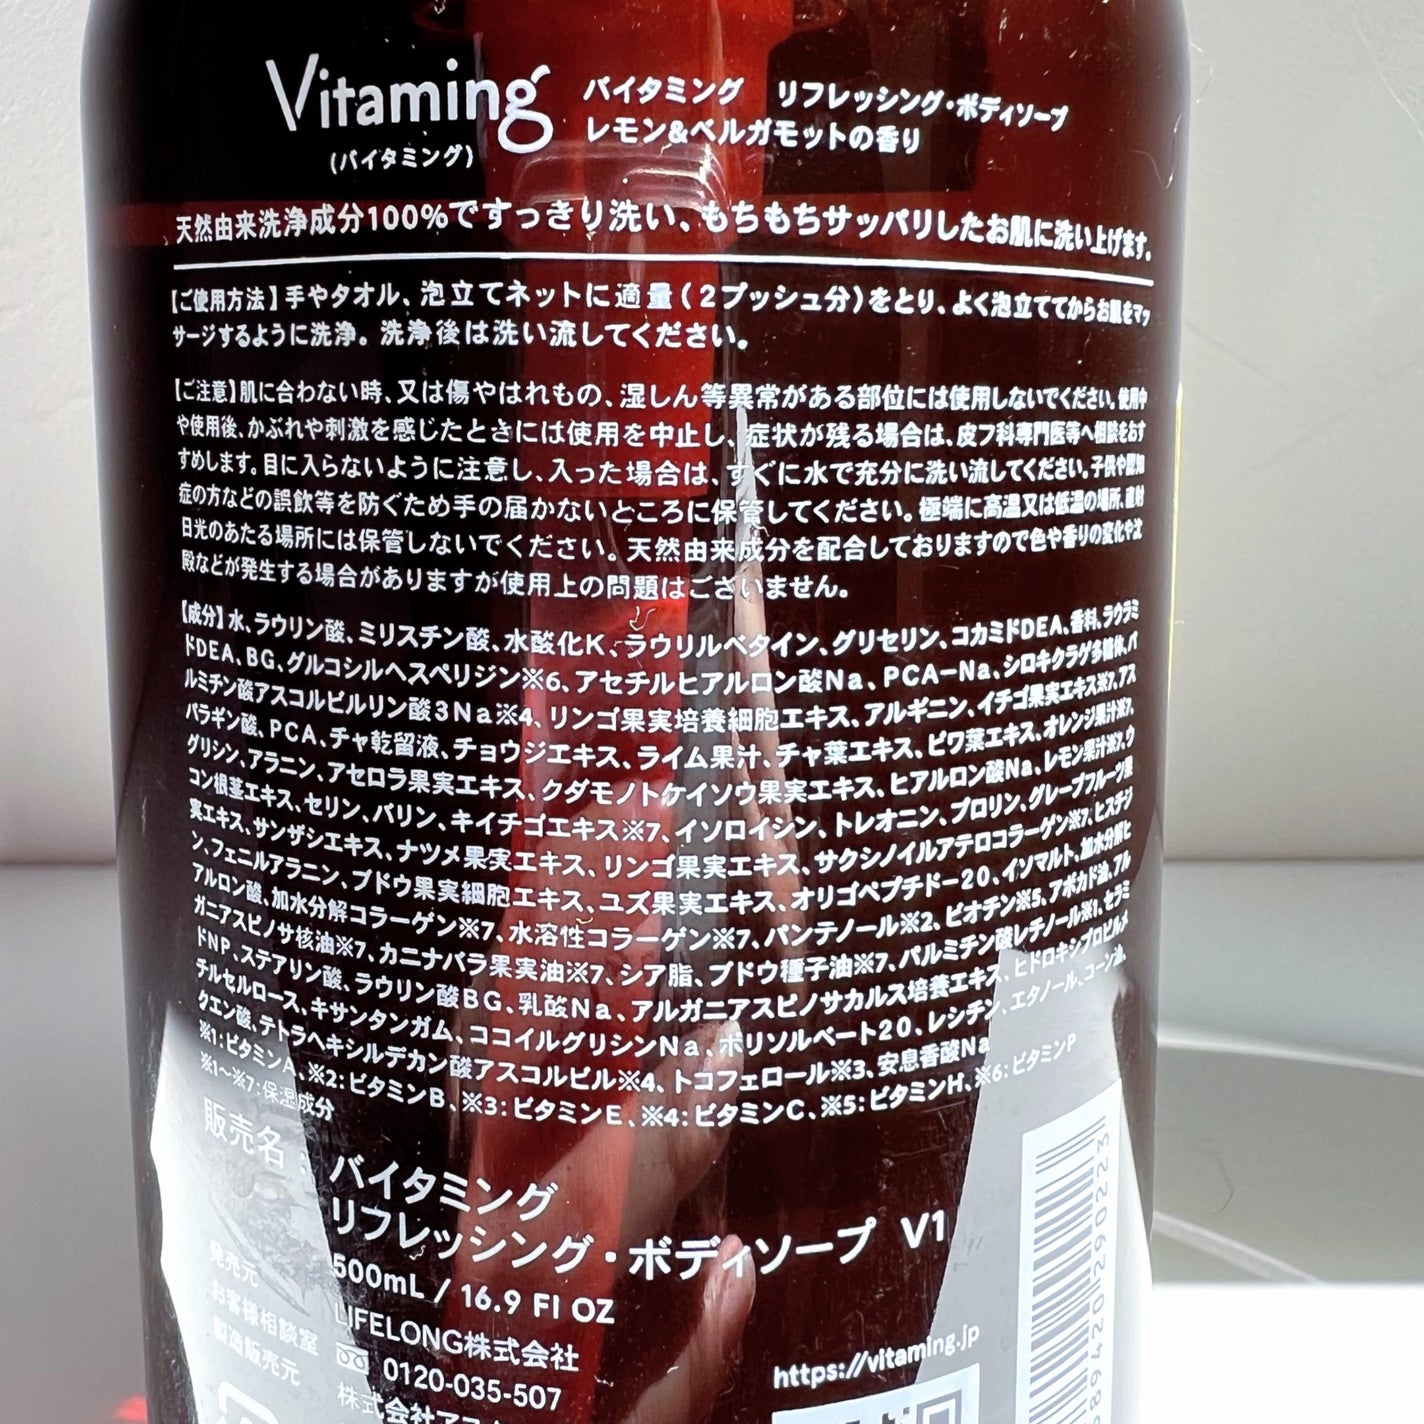 Vitaming
(バイタミング)
バイタミング リフレッシング・ボディソープ
レモン&ベルガモットの香り
天然由来洗浄成分100%ですっきり洗い、もちもちサッパリしたお肌に洗い上げます。
【ご使用方法】手やタオル、泡立てネットに適量(2プッシュ分)をとり、よく泡立ててからお肌をマッ
サージするように洗浄。洗浄後は洗い流してください。
【ご注意】肌に合わない時、又は傷やはれもの、湿しん等異常がある部位には使用しないでください。使用中
や使用後、かぶれや刺激を感じたときには使用を中止し、症状が残る場合は、皮フ科専門医等へ相談をおす
すめします。目に入らないように注意し、入った場合は、すぐに水で充分に洗い流してください。子供や認知
症の方などの誤飲等を防ぐため手の届かないところに保管してください。極端に高温又は低温の場所、直射
日光のあたる場所には保管しないでください。天然由来成分を配合しておりますので色や香りの変化や沈
殿などが発生する場合がありますが使用上の問題はございません。
【成分】水、ラウリン酸、ミリスチン酸、水酸化K、ラウリルベタイン、グリセリン、コカミドDEA、香料、ラウラミ
ドDEA、BG、グルコシルヘスペリジン※6、アセチルヒアルロン酸Na、PCA-Na、シロキクラゲ多糖体、パ
ルミチン酸アスコルビルリン酸3Na※4、リンゴ果実培養細胞エキス、アルギニン、イチゴ果実エキス※7、アス
パラギン酸、PCA、チャ乾留液、チョウジエキス、ライム果汁、チャ葉エキス、ビワ葉エキス、オレンジ果汁※7、
グリシン、アラニン、アセロラ果実エキス、クダモノトケイソウ果実エキス、ヒアルロン酸Na、レモン果汁※7、ウ
コン根茎エキス、セリン、バリン、キイチゴエキス※7、イソロイシン、トレオニン、プロリン、グレープフルーツ果
実エキス、サンザシエキス、ナツメ果実エキス、リンゴ果実エキス、サクシノイルアテロコラーゲン※7、ヒスチジ
ン、フェニルアラニン、ブドウ果実細胞エキス、ユズ果実エキス、オリゴペプチド-20、イソマルト、加水分解ヒ
アルロン酸、加水分解コラーゲン※7、水溶性コラーゲン※7、パンテノール※2、ビオチン※5、アボカド油、アル
ガニアスピノサ核油※7、カニナバラ果実油※7、シア脂、ブドウ種子油※7、パルミチン酸レチノール※1、セラミ
ドNP、ステアリン酸、ラウリン酸BG、乳酸Na、アルガニアスピノサカルス培養エキス、ヒドロキシプロピルメ
チルセルロース、キサンタンガム、ココイルグリシンNa、ポリソルベート20、レシチン、エタノール、コーン油、
クエン酸、テトラヘキシルデカン酸アスコルビル※4、トコフェロール※3、安息香酸Na
※1:ビタミンA、※2:ビタミンB、※3:ビタミンE、※4:ビタミンC、※5:ビタミンH、※6:ビタミンP
※1〜※7:保湿成分
販売名:バイタミング
リフレッシング・ボディソープ V1
500mL / 16.9 Fl OZ
発売元 LIFELONG株式会社
お客様相談室 0120-035-507
製造販売元 株式会社
https://vitaming.jp
589420290223